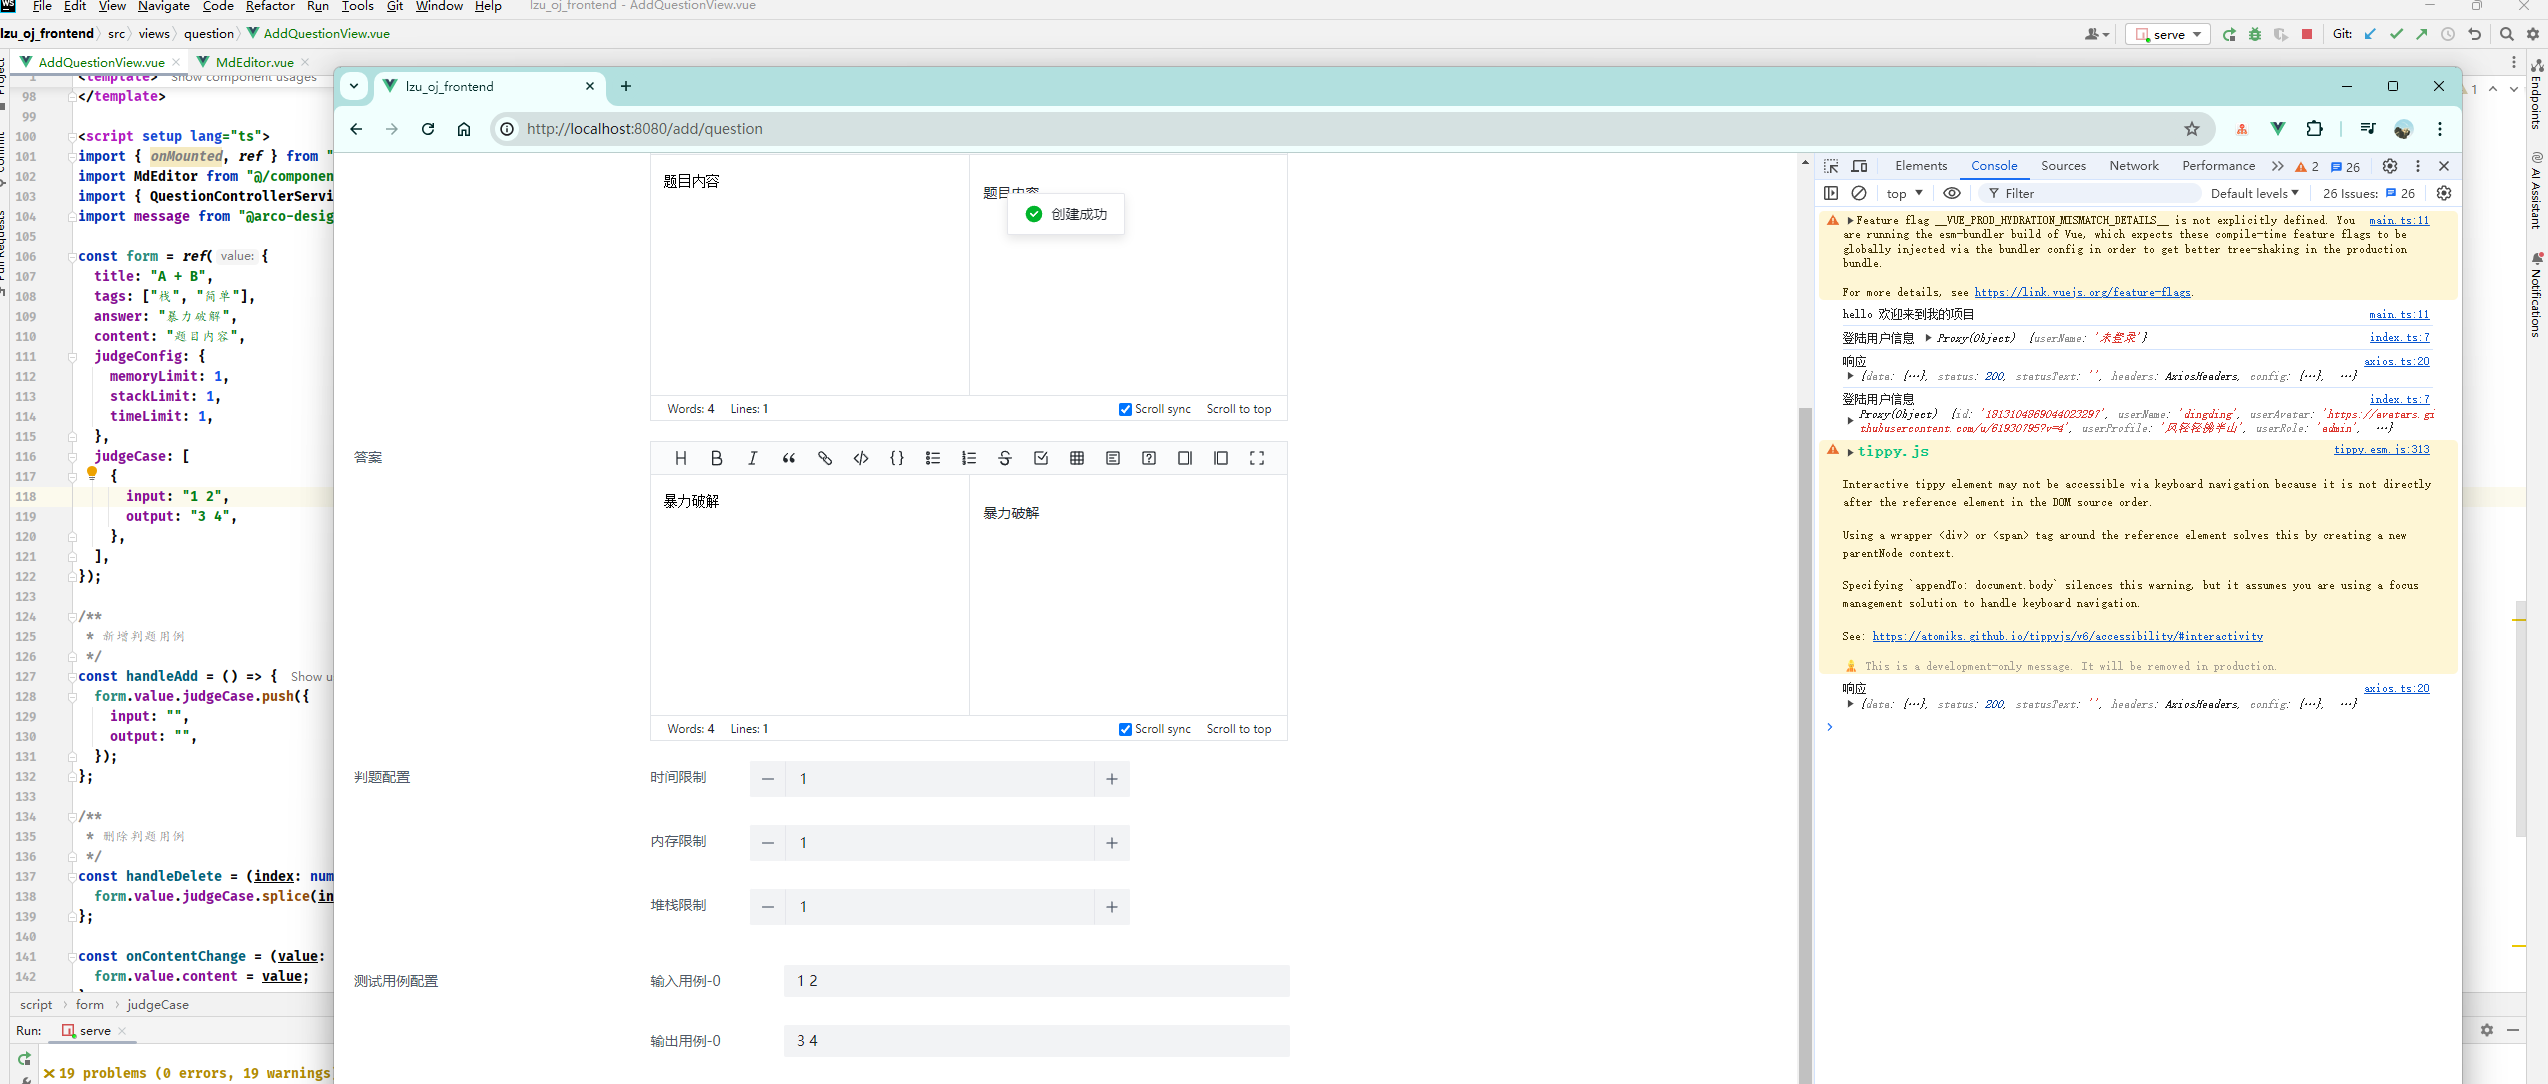 File Edit View Navigate Code Refactor Run Tools Git Window Help lzu_oj_frontend - AddQuestionView.vue
lzu_oj_frontend src views question AddQuestionView.vue
serve Git:
AddQuestionView.vue MdEditor.vue
<template> Show component usages
98 </template>
99
100 <script setup lang="ts">
101 import { onMounted, ref } from "
102 import MdEditor from "@/componen
103 import { QuestionControllerServi
104 import message from "@arco-desig
105
106 const form = ref( value: {
107 title: "A + B",
108 tags: ["栈", "简单"],
109 answer: "暴力破解",
110 content: "题目内容",
111 judgeConfig: {
112 memoryLimit: 1,
113 stackLimit: 1,
114 timeLimit: 1,
115 },
116 judgeCase: [
117 {
118 input: "1 2",
119 output: "3 4",
120 },
121 ],
122 });
123
124 /**
125 * 新增判题用例
126 */
127 const handleAdd = () => { Show u
128 form.value.judgeCase.push({
129 input: "",
130 output: "",
131 });
132 };
133
134 /**
135 * 删除判题用例
136 */
137 const handleDelete = (index: num
138 form.value.judgeCase.splice(in
139 };
140
141 const onContentChange = (value:
142 form.value.content = value;
script form judgeCase
Run: serve
19 problems (0 errors, 19 warnings
Project
Commit
Pull Requests
lzu_oj_frontend
http://localhost:8080/add/question
题目内容
创建成功
Words: 4 Lines: 1 Scroll sync Scroll to top
答案
暴力破解 暴力破解
Words: 4 Lines: 1 Scroll sync Scroll to top
判题配置 时间限制 1
内存限制 1
堆栈限制 1
测试用例配置 输入用例-0 1 2
输出用例-0 3 4
Elements Console Sources Network Performance 2 26
top Filter Default levels 26 Issues: 26
Feature flag __VUE_PROD_HYDRATION_MISMATCH_DETAILS__ is not explicitly defined. You main.ts:11
are running the esm-bundler build of Vue, which expects these compile-time feature flags to be
globally injected via the bundler config in order to get better tree-shaking in the production
bundle.
For more details, see https://link.vuejs.org/feature-flags.
hello 欢迎来到我的项目 main.ts:11
登陆用户信息 Proxy(Object) {userName: '未登录'} index.ts:7
响应 axios.ts:20
{data: {…}, status: 200, statusText: '', headers: AxiosHeaders, config: {…}, …}
登陆用户信息 index.ts:7
Proxy(Object) {id: '1813104969044023297', userName: 'dingding', userAvatar: 'https://avatars.gi
thubusercontent.com/u/61930795?v=4', userProfile: '风轻轻拂半山', userRole: 'admin', …}
tippy.js tippy.esm.js:313
Interactive tippy element may not be accessible via keyboard navigation because it is not directly
after the reference element in the DOM source order.
Using a wrapper <div> or <span> tag around the reference element solves this by creating a new
parentNode context.
Specifying `appendTo: document.body` silences this warning, but it assumes you are using a focus
management solution to handle keyboard navigation.
See: https://atomiks.github.io/tippyjs/v6/accessibility/#interactivity
This is a development-only message. It will be removed in production.
响应 axios.ts:20
{data: {…}, status: 200, statusText: '', headers: AxiosHeaders, config: {…}, …}
1
Endpoints
AI Assistant
Notifications